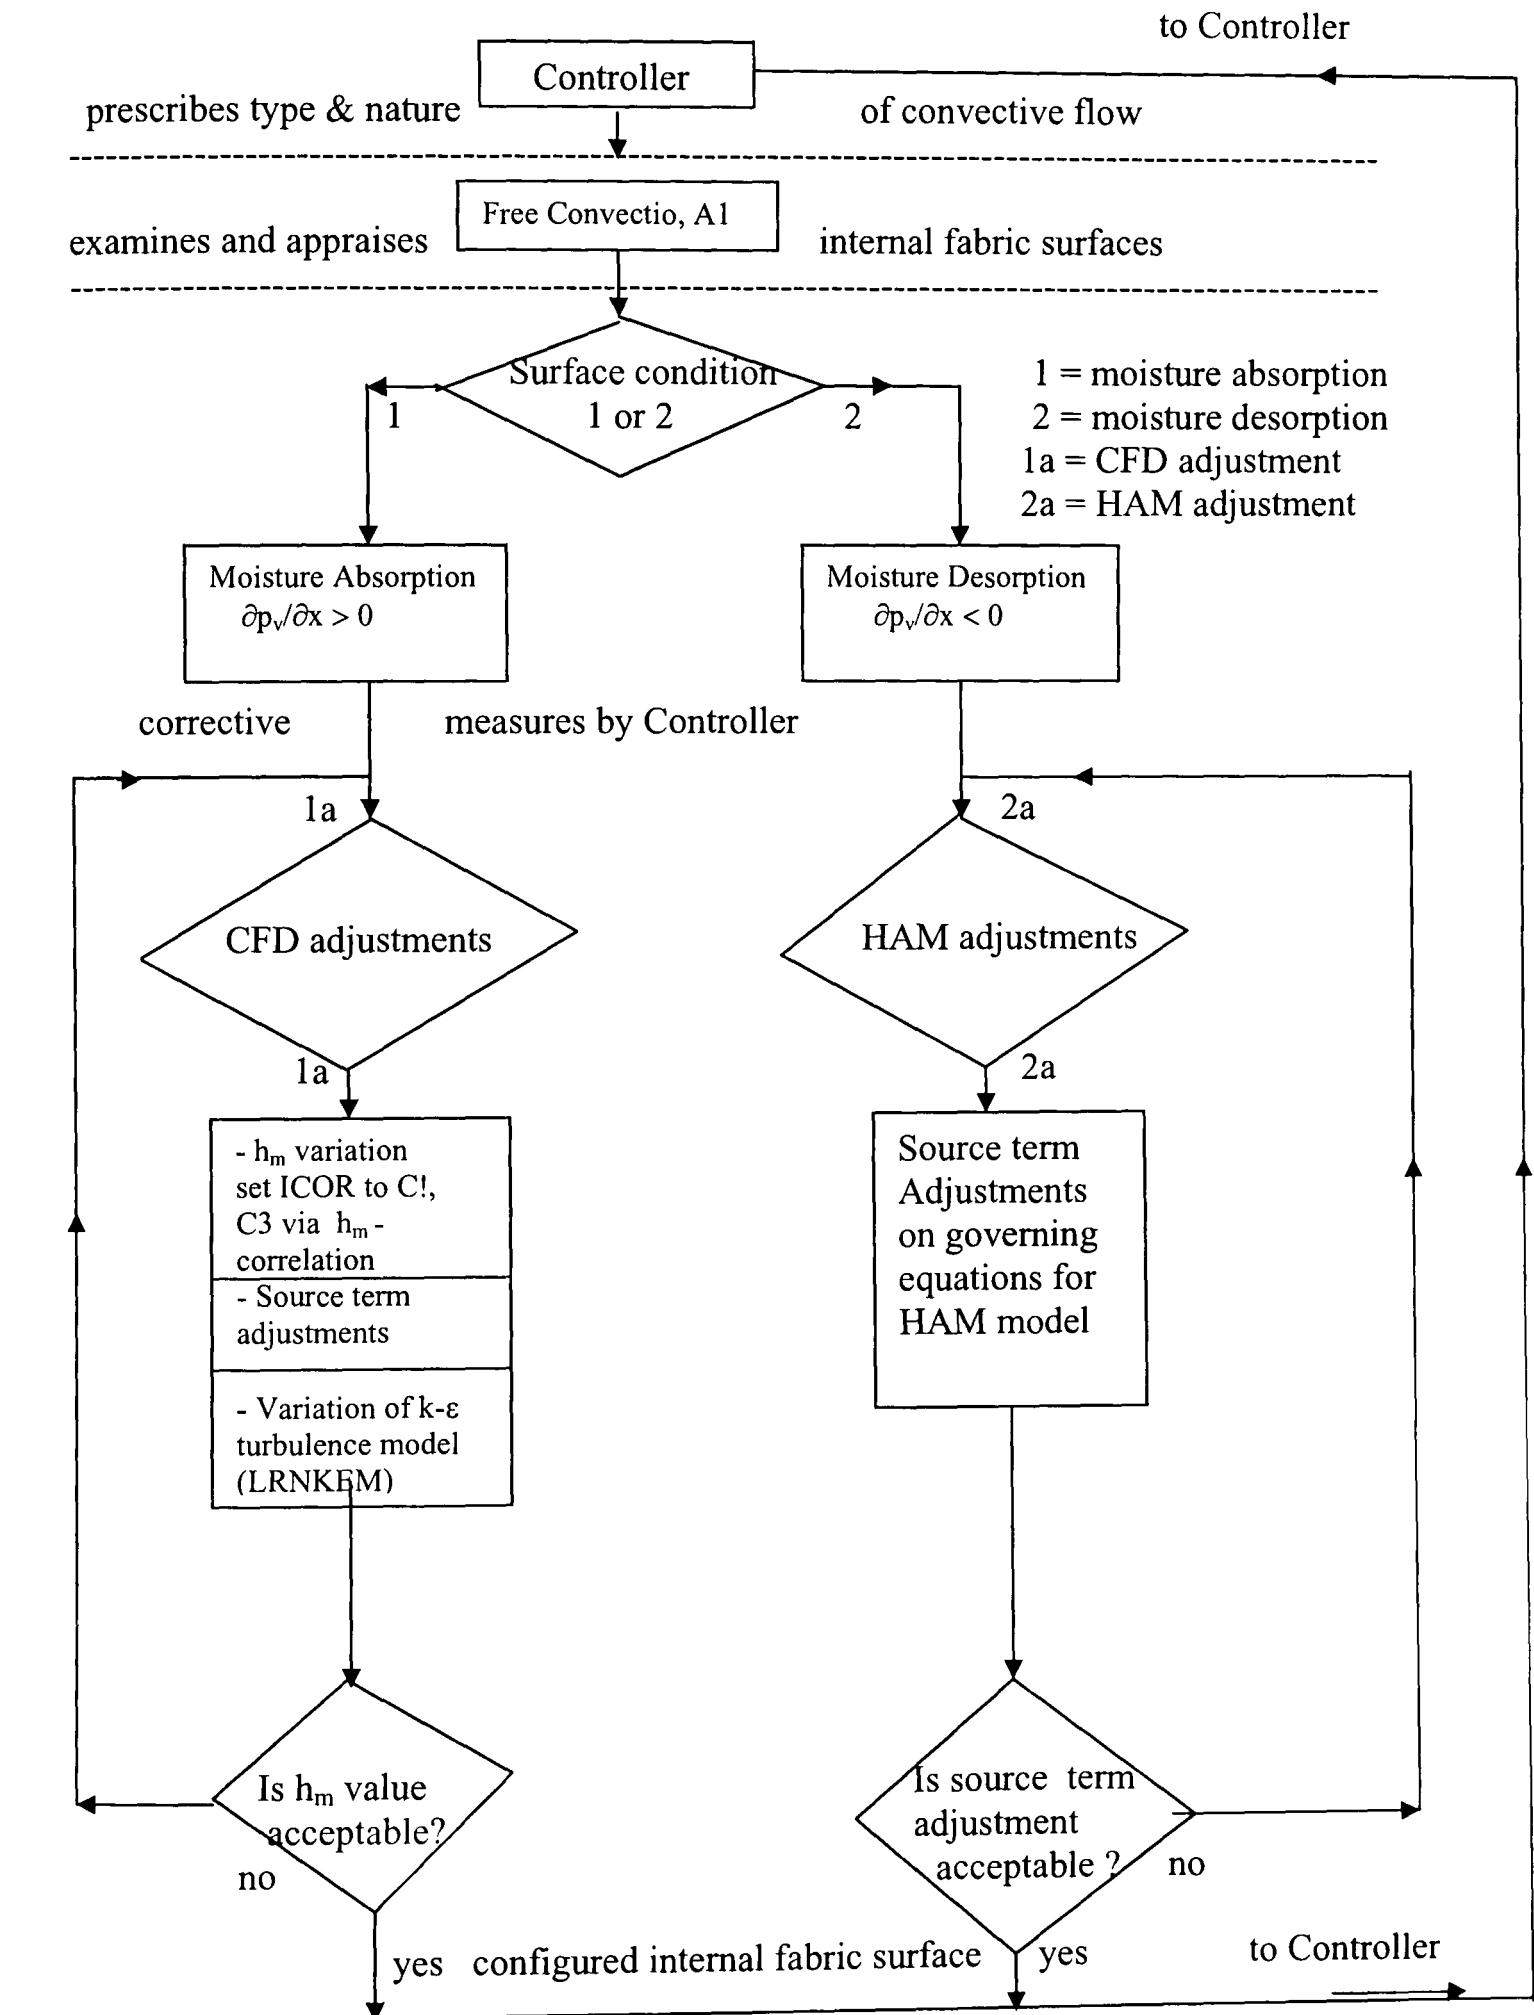 to Controller
Controller
prescribes type & nature
of convective flow
Free Convectio, A1
examines and appraises
internal fabric surfaces
Surface condition
1 or 2
1
2
1 = moisture absorption
2 = moisture desorption
1a = CFD adjustment
2a = HAM adjustment
Moisture Absorption
∂pᵥ/∂x > 0
Moisture Desorption
∂pᵥ/∂x < 0
corrective
measures by Controller
1a
2a
CFD adjustments
HAM adjustments
1a
2a
- hₘ variation
set ICOR to C!,
C3 via hₘ -
correlation
- Source term
adjustments
- Variation of k-ε
turbulence model
(LRNKEM)
Source term
Adjustments
on governing
equations for
HAM model
Is hₘ value
acceptable?
no
Is source term
adjustment
acceptable ?
no
yes
configured internal fabric surface
yes
to Controller